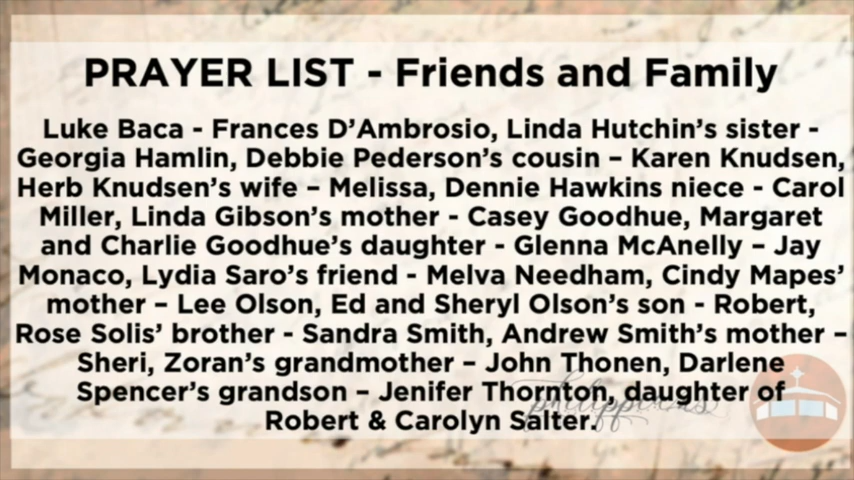 PRAYER LIST - Friends and Family
Luke Baca - Frances D’Ambrosio, Linda Hutchin’s sister -
Georgia Hamlin, Debbie Pederson’s cousin – Karen Knudsen,
Herb Knudsen’s wife – Melissa, Dennie Hawkins niece - Carol
Miller, Linda Gibson’s mother - Casey Goodhue, Margaret
and Charlie Goodhue’s daughter - Glenna McAnelly – Jay
Monaco, Lydia Saro’s friend - Melva Needham, Cindy Mapes’
mother – Lee Olson, Ed and Sheryl Olson’s son - Robert,
Rose Solis’ brother - Sandra Smith, Andrew Smith’s mother –
Sheri, Zoran’s grandmother – John Thonen, Darlene
Spencer’s grandson – Jenifer Thornton, daughter of
Robert & Carolyn Salter.
philippians